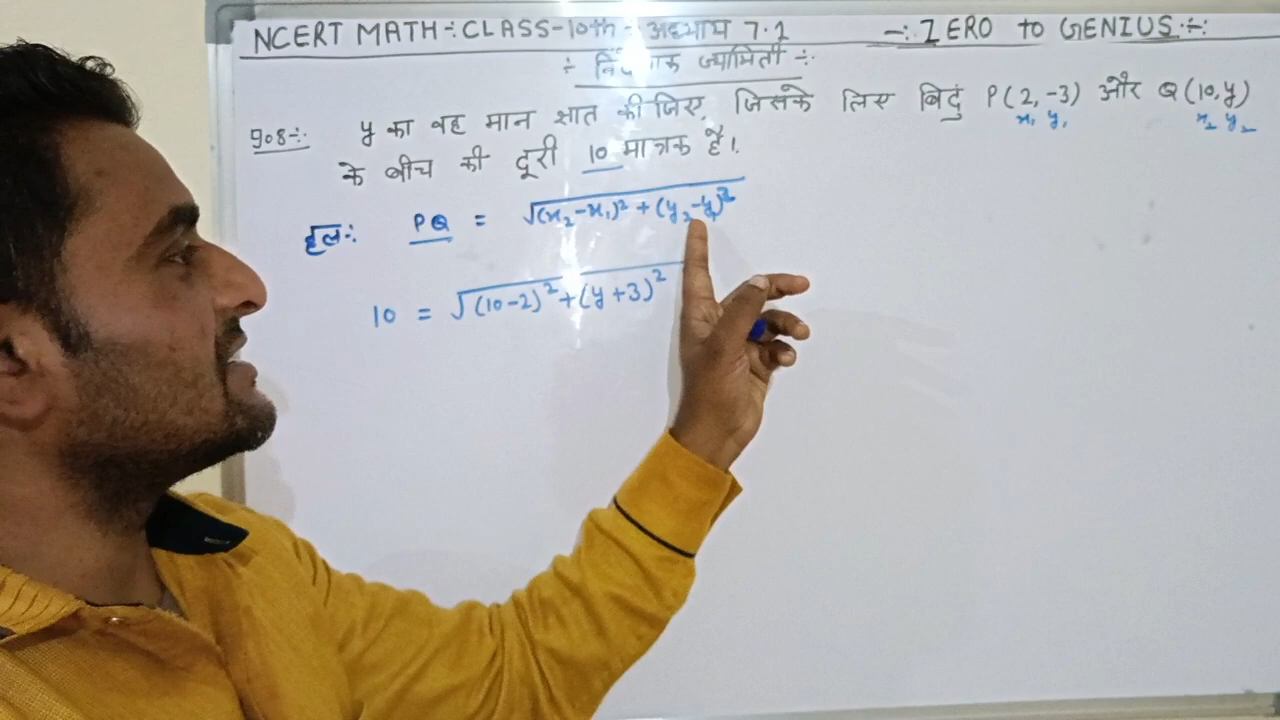 NCERT MATH÷CLASS-10th - अध्याय 7.1 -:ZERO to GENIUS:-
÷ ज्यामिती ÷
प्र08÷ y का वह मान ज्ञात कीजिए, जिसके लिए बिंदु P(2,-3) और Q(10,y)
x₁ y₁ x₂ y₂
के बीच की दूरी 10 मात्रक है।
हल: PQ = √(x₂-x₁)²+(y₂-y₁)²
10 = √(10-2)²+(y+3)²